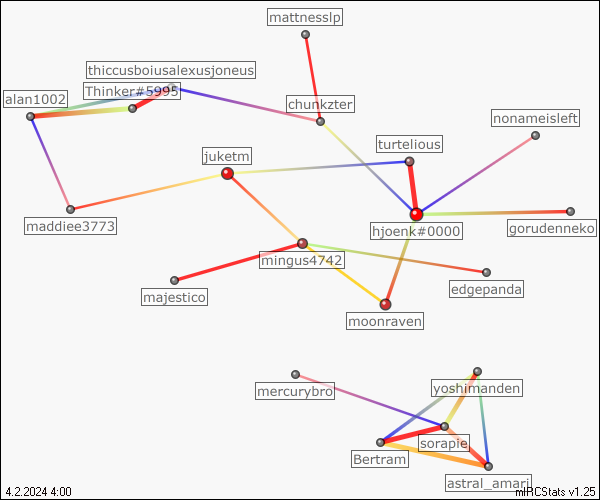 mattnesslp
thiccusboiusalexusjoneus
Thinker#5995
alan1002
chunkzter
nonameisleft
turtelious
juketm
maddiee3773
hjoenk#0000
gorudenneko
mingus4742
majestico
edgepanda
moonraven
mercurybro
yoshimanden
sorapie
Bertram
astral_amari
4.2.2024 4:00
mIRCStats v1.25